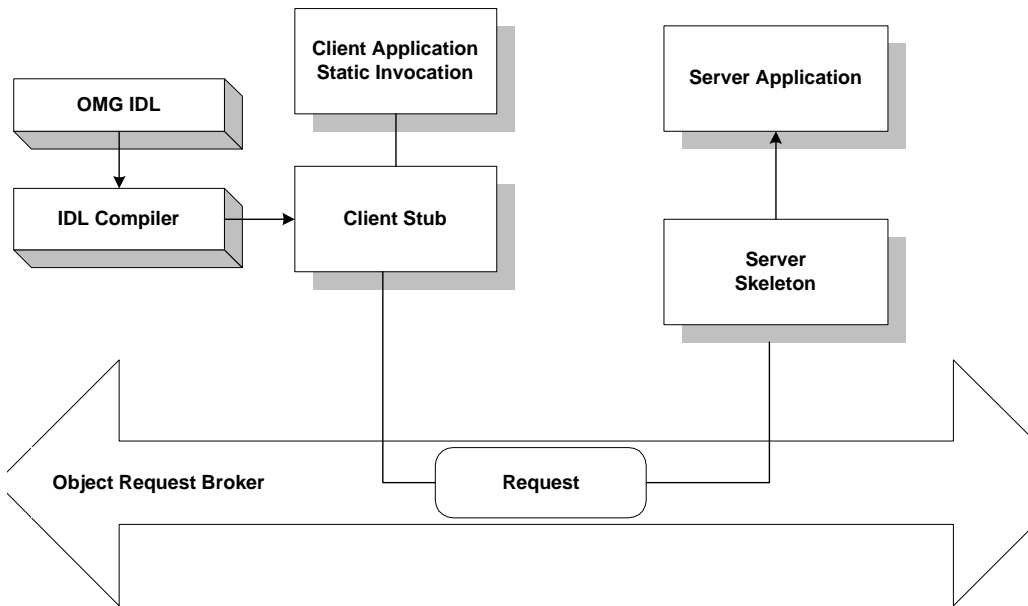 Client Application
Static Invocation
Server Application
OMG IDL
IDL Compiler
Client Stub
Server
Skeleton
Object Request Broker
Request